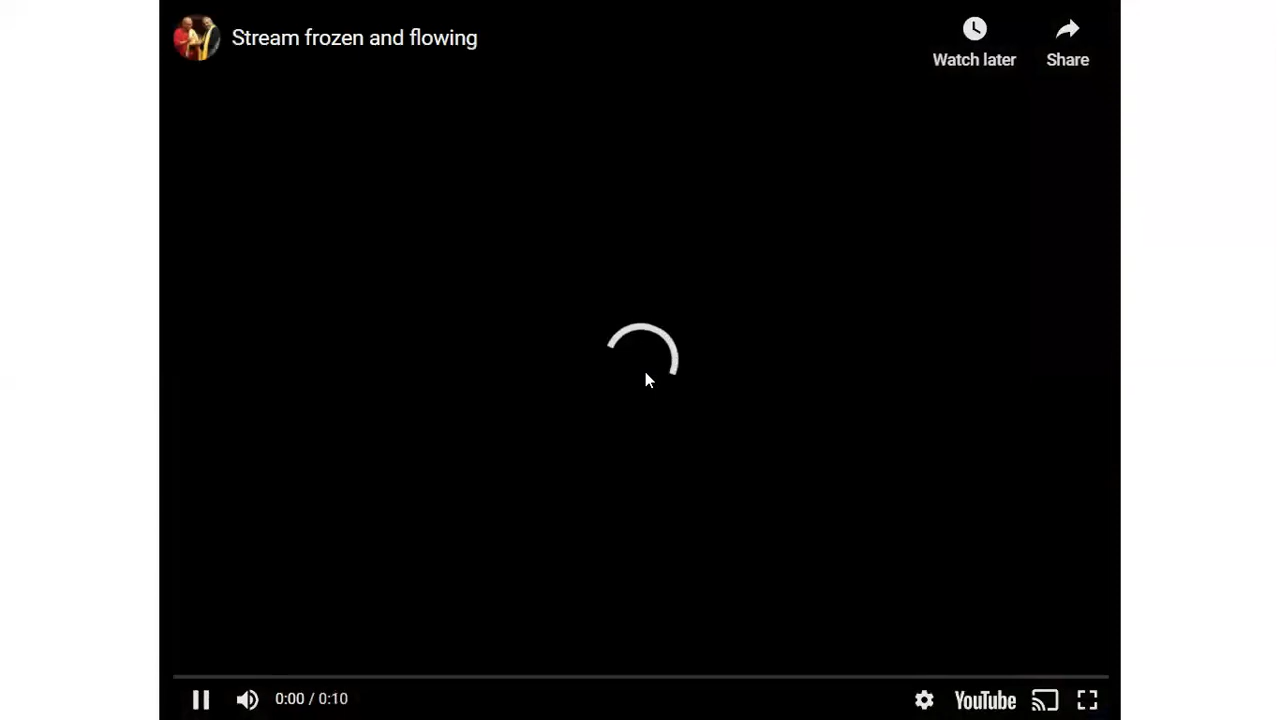 Stream frozen and flowing
Watch later
Share
0:00 / 0:10
YouTube